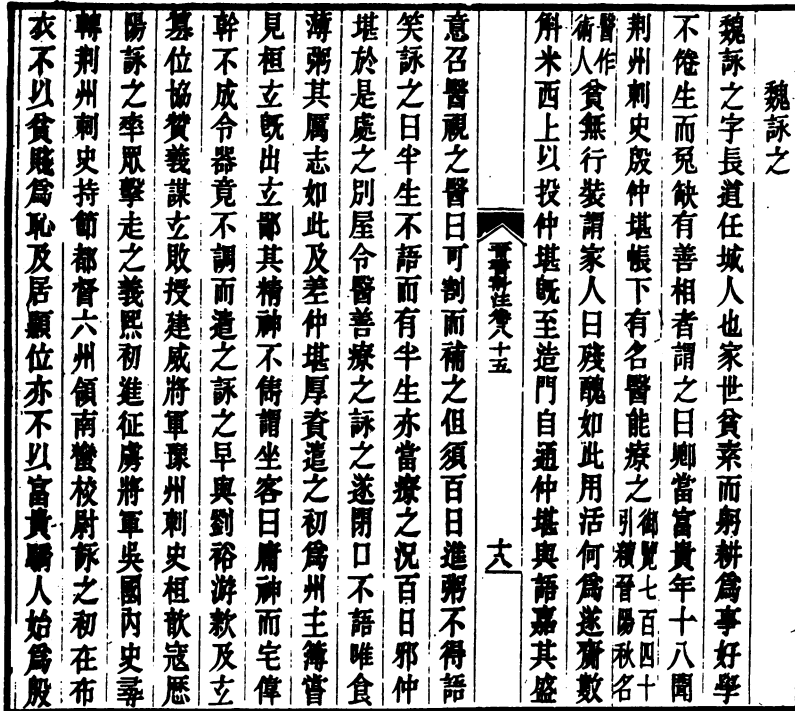 魏詠之
魏詠之字長道任城人也家世貧素而躬耕爲事好學
不倦生而兔缺有善相者謂之曰卿當富貴年十八聞
荆州刺史殷仲堪帳下有名醫能療之御覽七百四十引續晉陽秋名
醫作術人貧無行裝謂家人曰殘醜如此用活何爲遂齎數
斛米西上以投仲堪旣至造門自通仲堪與語嘉其盛
晉書斠注卷八十五
十八
意召醫視之醫曰可割而補之但須百日進粥不得語
笑詠之曰半生不語而有半生亦當療之況百日邪仲
堪於是處之別屋令醫善療之詠之遂閉口不語唯食
薄粥其厲志如此及差仲堪厚資遣之初爲州主簿嘗
見桓玄旣出玄鄙其精神不雋謂坐客曰庸神而宅偉
幹不成令器竟不調而遣之詠之早與劉裕游款及玄
篡位協贊義謀玄敗授建威將軍豫州刺史桓歆寇歷
陽詠之率眾擊走之義熙初進征虜將軍吳國內史尋
轉荆州刺史持節都督六州領南蠻校尉詠之初在布
衣不以貧賤爲恥及居顯位亦不以富貴驕人始爲殷